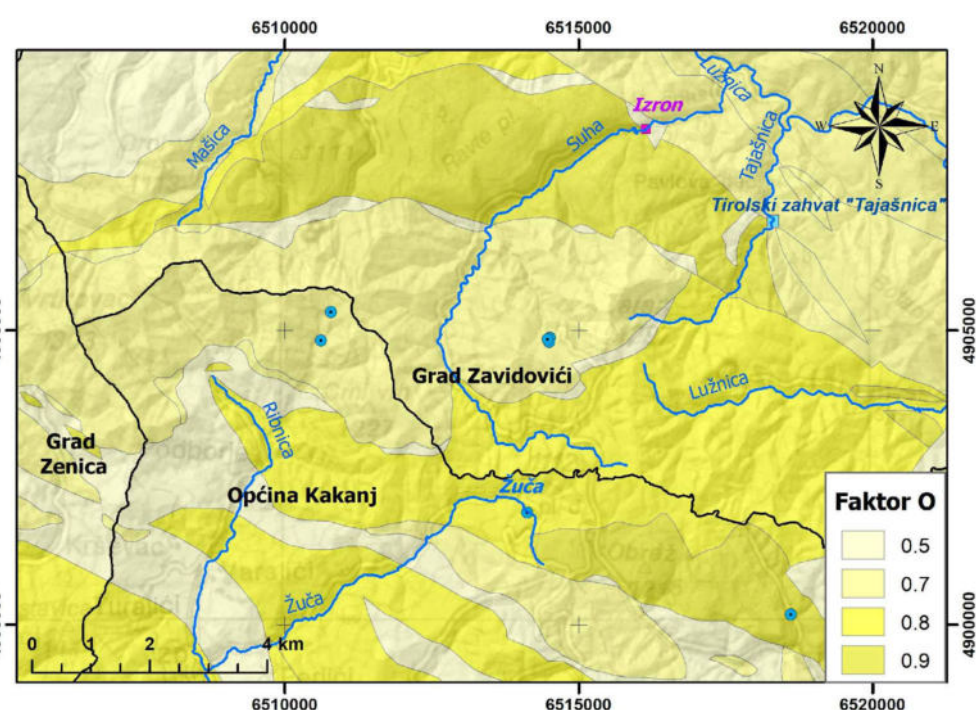 6510000
6515000
6520000
N
W
E
S
Lužnica
Izron
Suha
Mašica
Tajašnica
Tirolski zahvat "Tajašnica"
Pavlova
4905000
Grad Zavidovići
Lužnica
Ribnica
Grad
Zenica
Općina Kakanj
Žuča
Faktor O
0.5
0.7
0.8
0.9
Žuča
0 1 2 4 km
4900000
6510000
6515000
6520000